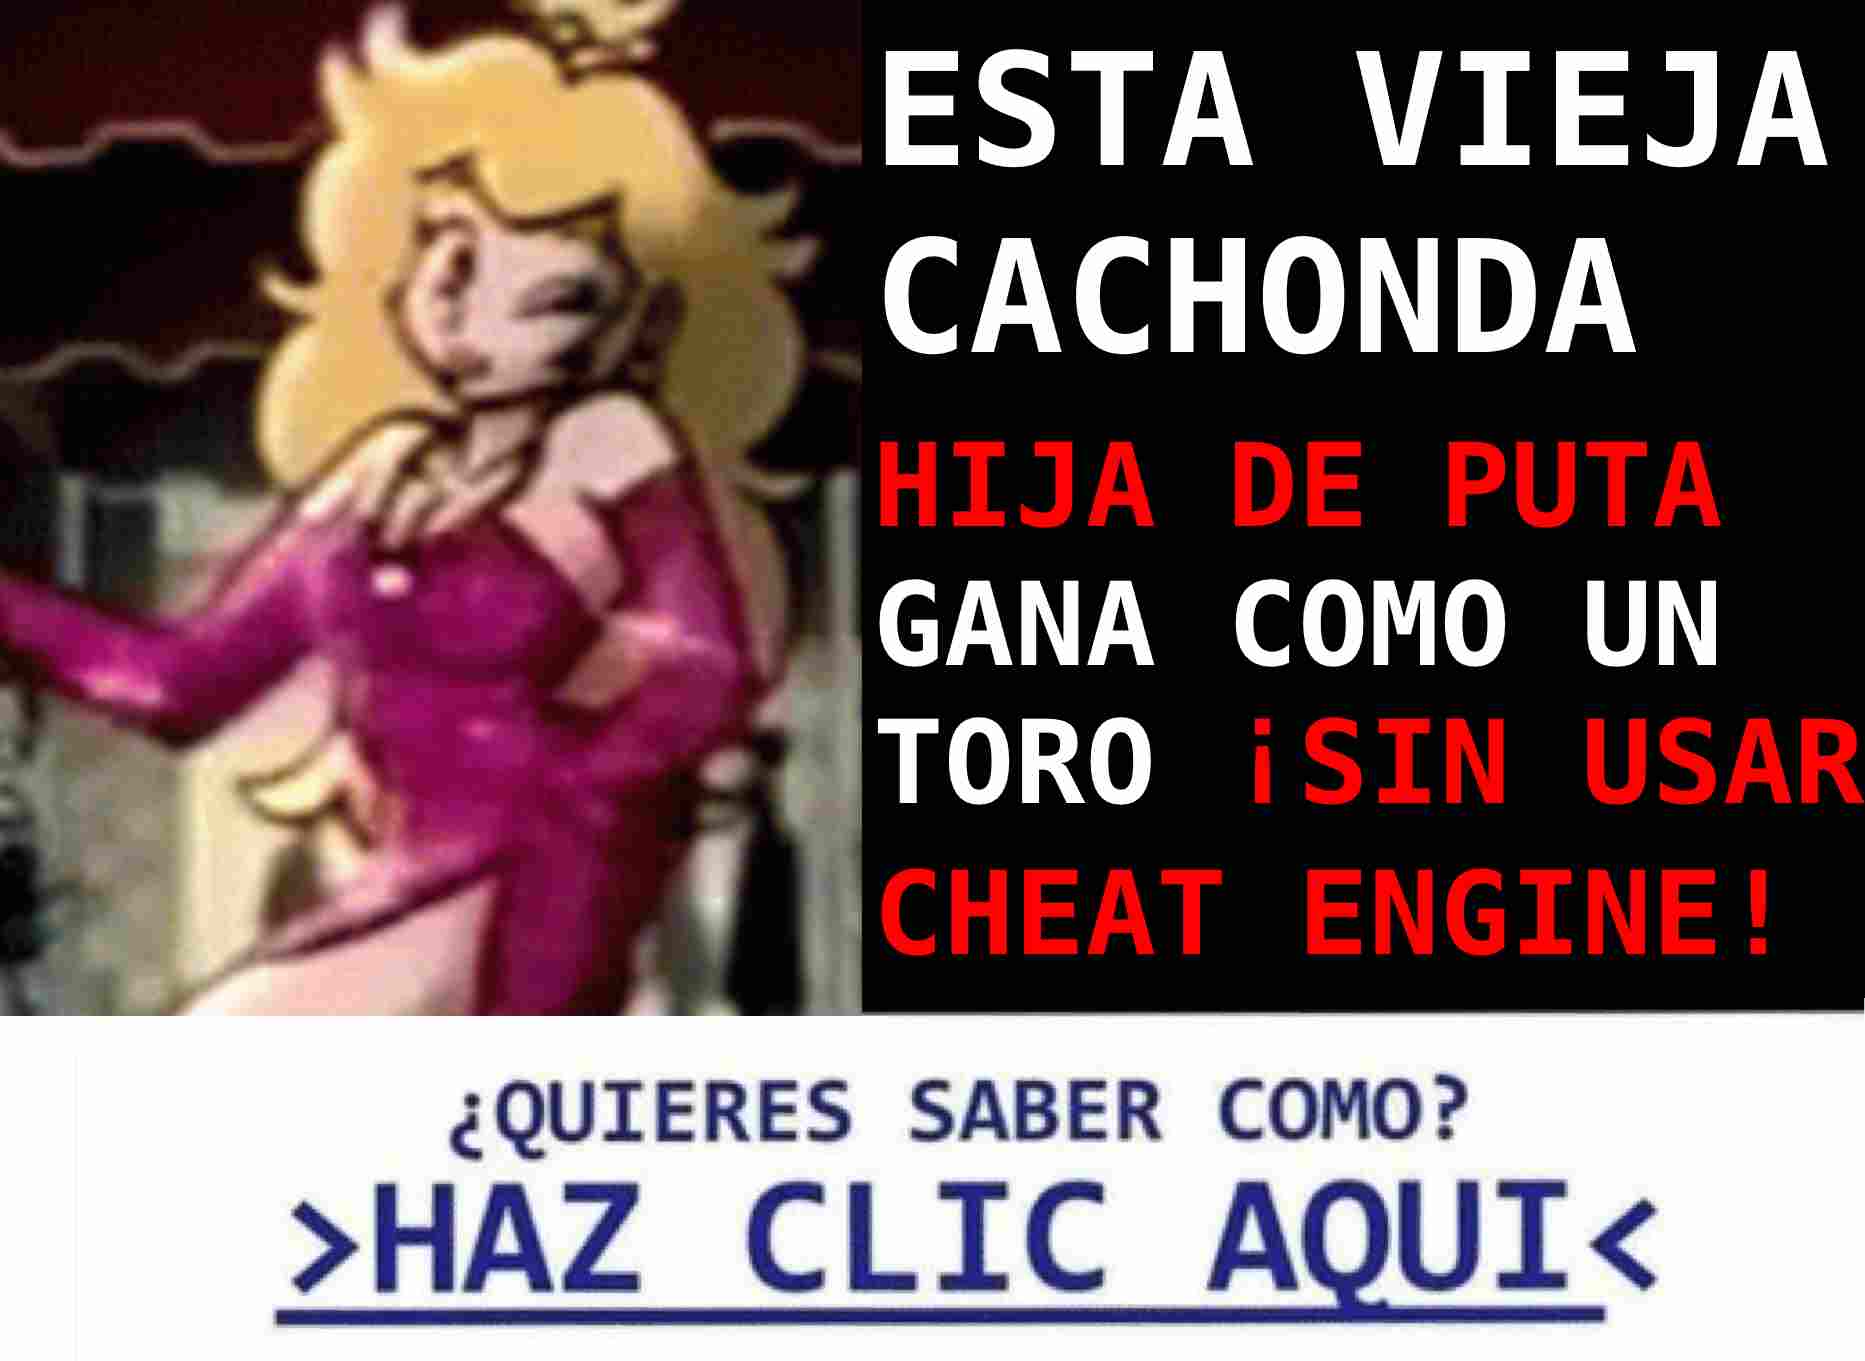 ESTA VIEJA
CACHONDA
HIJA DE PUTA
GANA COMO UN
TORO ¡SIN USAR
CHEAT ENGINE!
¿QUIERES SABER COMO?
>HAZ CLIC AQUI<